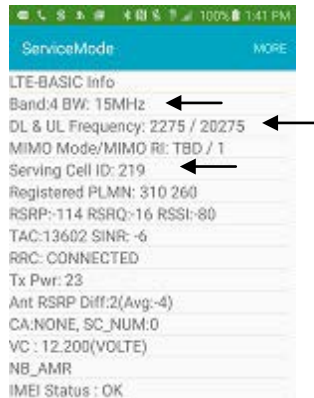 100% 1:41 PM
ServiceMode MORE
LTE-BASIC Info
Band:4 BW: 15MHz
DL & UL Frequency: 2275 / 20275
MIMO Mode/MIMO RI: TBD / 1
Serving Cell ID: 219
Registered PLMN: 310 260
RSRP:-114 RSRQ:-16 RSSI:-80
TAC:13602 SINR: -6
RRC: CONNECTED
Tx Pwr: 23
Ant RSRP Diff:2(Avg:-4)
CA:NONE, SC_NUM:0
VC : 12.200(VOLTE)
NB_AMR
IMEI Status : OK